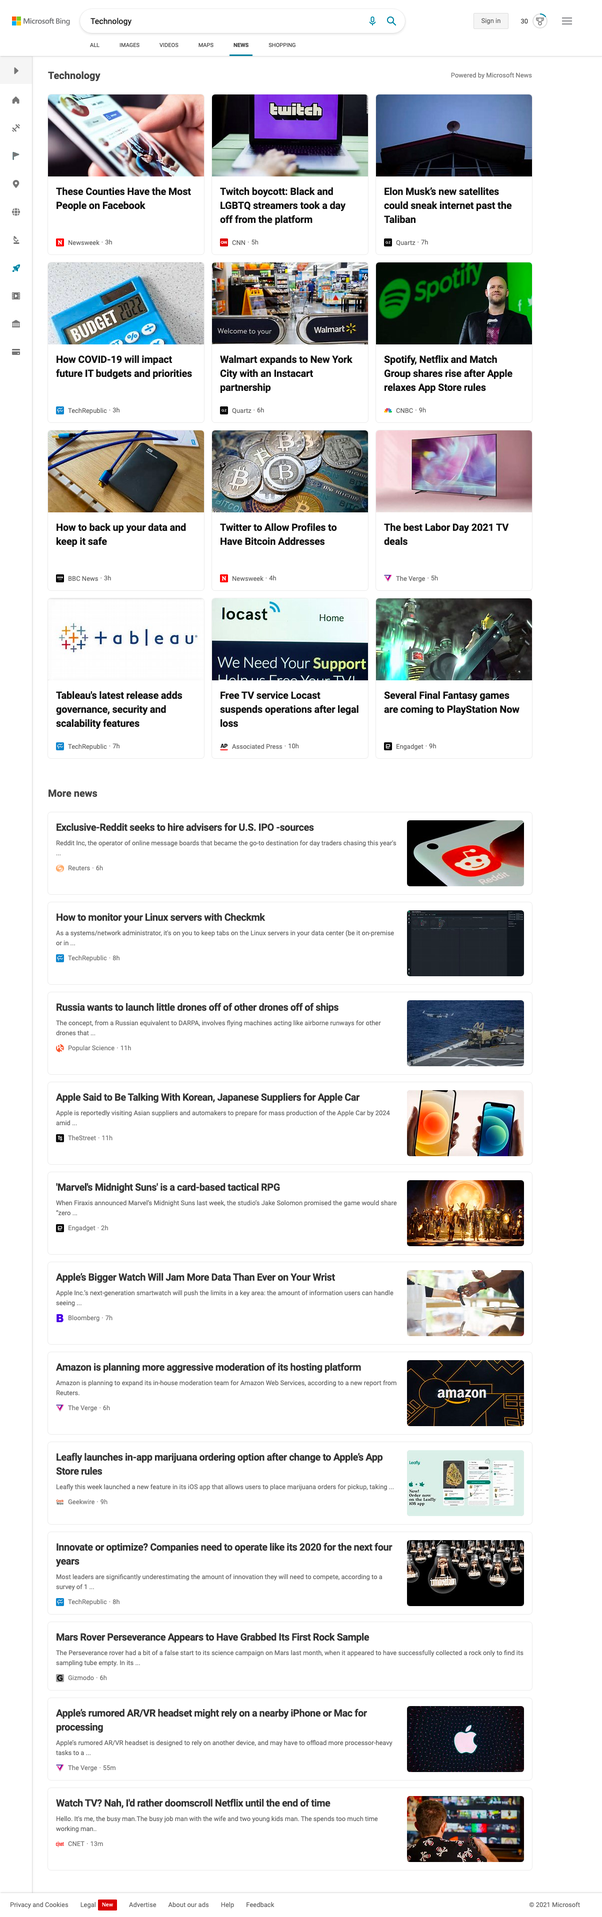 Microsoft Bing
Technology
Sign in
30
ALL
IMAGES
VIDEOS
MAPS
NEWS
SHOPPING
Technology
Powered by Microsoft News
twitch
These Counties Have the Most
People on Facebook
Newsweek · 3h
Twitch boycott: Black and
LGBTQ streamers took a day
off from the platform
CNN · 5h
Elon Musk's new satellites
could sneak internet past the
Taliban
Quartz · 7h
BUDGET 2022
Welcome to your
Walmart
Spotify
How COVID-19 will impact
future IT budgets and priorities
TechRepublic · 3h
Walmart expands to New York
City with an Instacart
partnership
Quartz · 6h
Spotify, Netflix and Match
Group shares rise after Apple
relaxes App Store rules
CNBC · 9h
How to back up your data and
keep it safe
BBC News · 3h
Twitter to Allow Profiles to
Have Bitcoin Addresses
Newsweek · 4h
The best Labor Day 2021 TV
deals
The Verge · 5h
+ a b l e a u
locast
Home
We Need Your Support
Help us Free Your TV!
Tableau's latest release adds
governance, security and
scalability features
TechRepublic · 7h
Free TV service Locast
suspends operations after legal
loss
AP Associated Press · 10h
Several Final Fantasy games
are coming to PlayStation Now
Engadget · 9h
More news
Exclusive-Reddit seeks to hire advisers for U.S. IPO -sources
Reddit Inc, the operator of online message boards that became the go-to destination for day traders chasing this year's
...
Reuters · 6h
Reddit
How to monitor your Linux servers with Checkmk
As a systems/network administrator, it's on you to keep tabs on the Linux servers in your data center (be it on-premise
or in ...
TechRepublic · 8h
Russia wants to launch little drones off of other drones off of ships
The concept, from a Russian equivalent to DARPA, involves flying machines acting like airborne runways for other
drones that ...
Popular Science · 11h
Apple Said to Be Talking With Korean, Japanese Suppliers for Apple Car
Apple is reportedly visiting Asian suppliers and automakers to prepare for mass production of the Apple Car by 2024
amid ...
TheStreet · 11h
'Marvel's Midnight Suns' is a card-based tactical RPG
When Firaxis announced Marvel's Midnight Suns last week, the studio's Jake Solomon promised the game would share
"zero ...
Engadget · 2h
Apple's Bigger Watch Will Jam More Data Than Ever on Your Wrist
Apple Inc.'s next-generation smartwatch will push the limits in a key area: the amount of information users can handle
seeing ...
Bloomberg · 7h
Amazon is planning more aggressive moderation of its hosting platform
Amazon is planning to expand its in-house moderation team for Amazon Web Services, according to a new report from
Reuters.
The Verge · 6h
amazon
Leafly launches in-app marijuana ordering option after change to Apple's App
Store rules
Leafly this week launched a new feature in its iOS app that allows users to place marijuana orders for pickup, taking ...
Geekwire · 9h
Leafly
New!
Order now
on the Leafly
iOS app
Innovate or optimize? Companies need to operate like its 2020 for the next four
years
Most leaders are significantly underestimating the amount of innovation they will need to compete, according to a
survey of 1 ...
TechRepublic · 8h
Mars Rover Perseverance Appears to Have Grabbed Its First Rock Sample
The Perseverance rover had a bit of a false start to its science campaign on Mars last month, when it appeared to have successfully collected a rock only to find its
sampling tube empty. In its ...
Gizmodo · 6h
Apple's rumored AR/VR headset might rely on a nearby iPhone or Mac for
processing
Apple's rumored AR/VR headset is designed to rely on another device, and may have to offload more processor-heavy
tasks to a ...
The Verge · 55m
Watch TV? Nah, I'd rather doomscroll Netflix until the end of time
Hello. It's me, the busy man.The busy job man with the wife and two young kids man. The spends too much time
working man..
CNET · 13m
Privacy and Cookies
Legal
New
Advertise
About our ads
Help
Feedback
© 2021 Microsoft